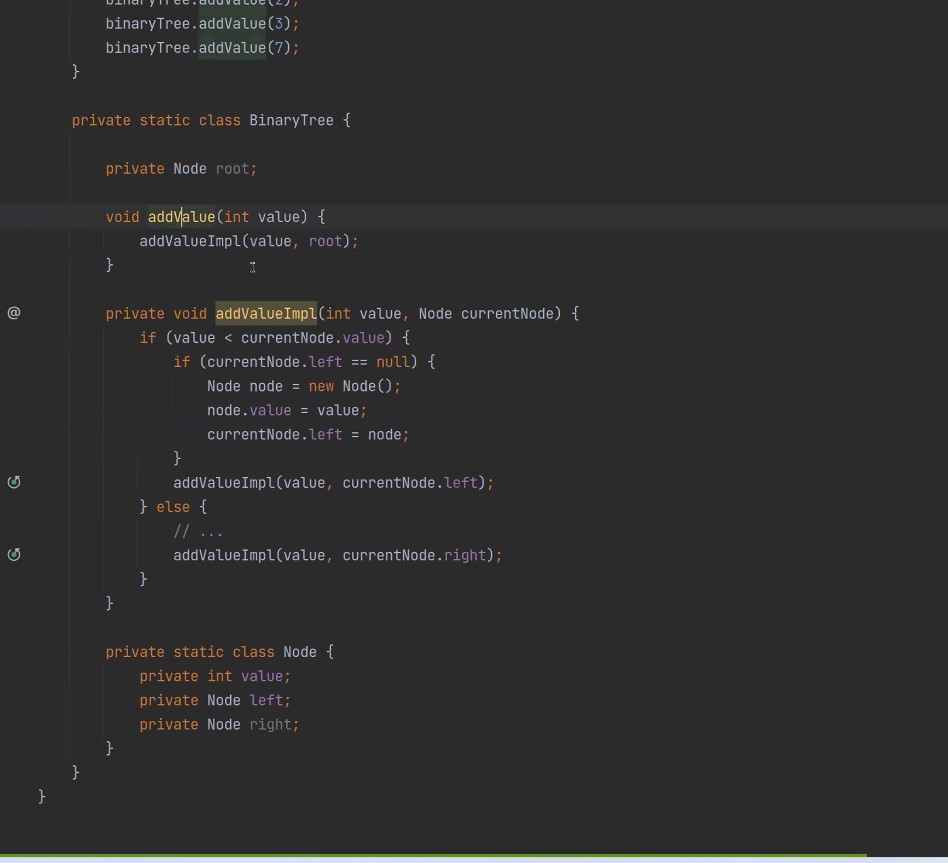 binaryTree.addValue(2);
binaryTree.addValue(3);
binaryTree.addValue(7);
}
private static class BinaryTree {
private Node root;
void addValue(int value) {
addValueImpl(value, root);
}
@
private void addValueImpl(int value, Node currentNode) {
if (value < currentNode.value) {
if (currentNode.left == null) {
Node node = new Node();
node.value = value;
currentNode.left = node;
}
addValueImpl(value, currentNode.left);
} else {
// ...
addValueImpl(value, currentNode.right);
}
}
private static class Node {
private int value;
private Node left;
private Node right;
}
}
}